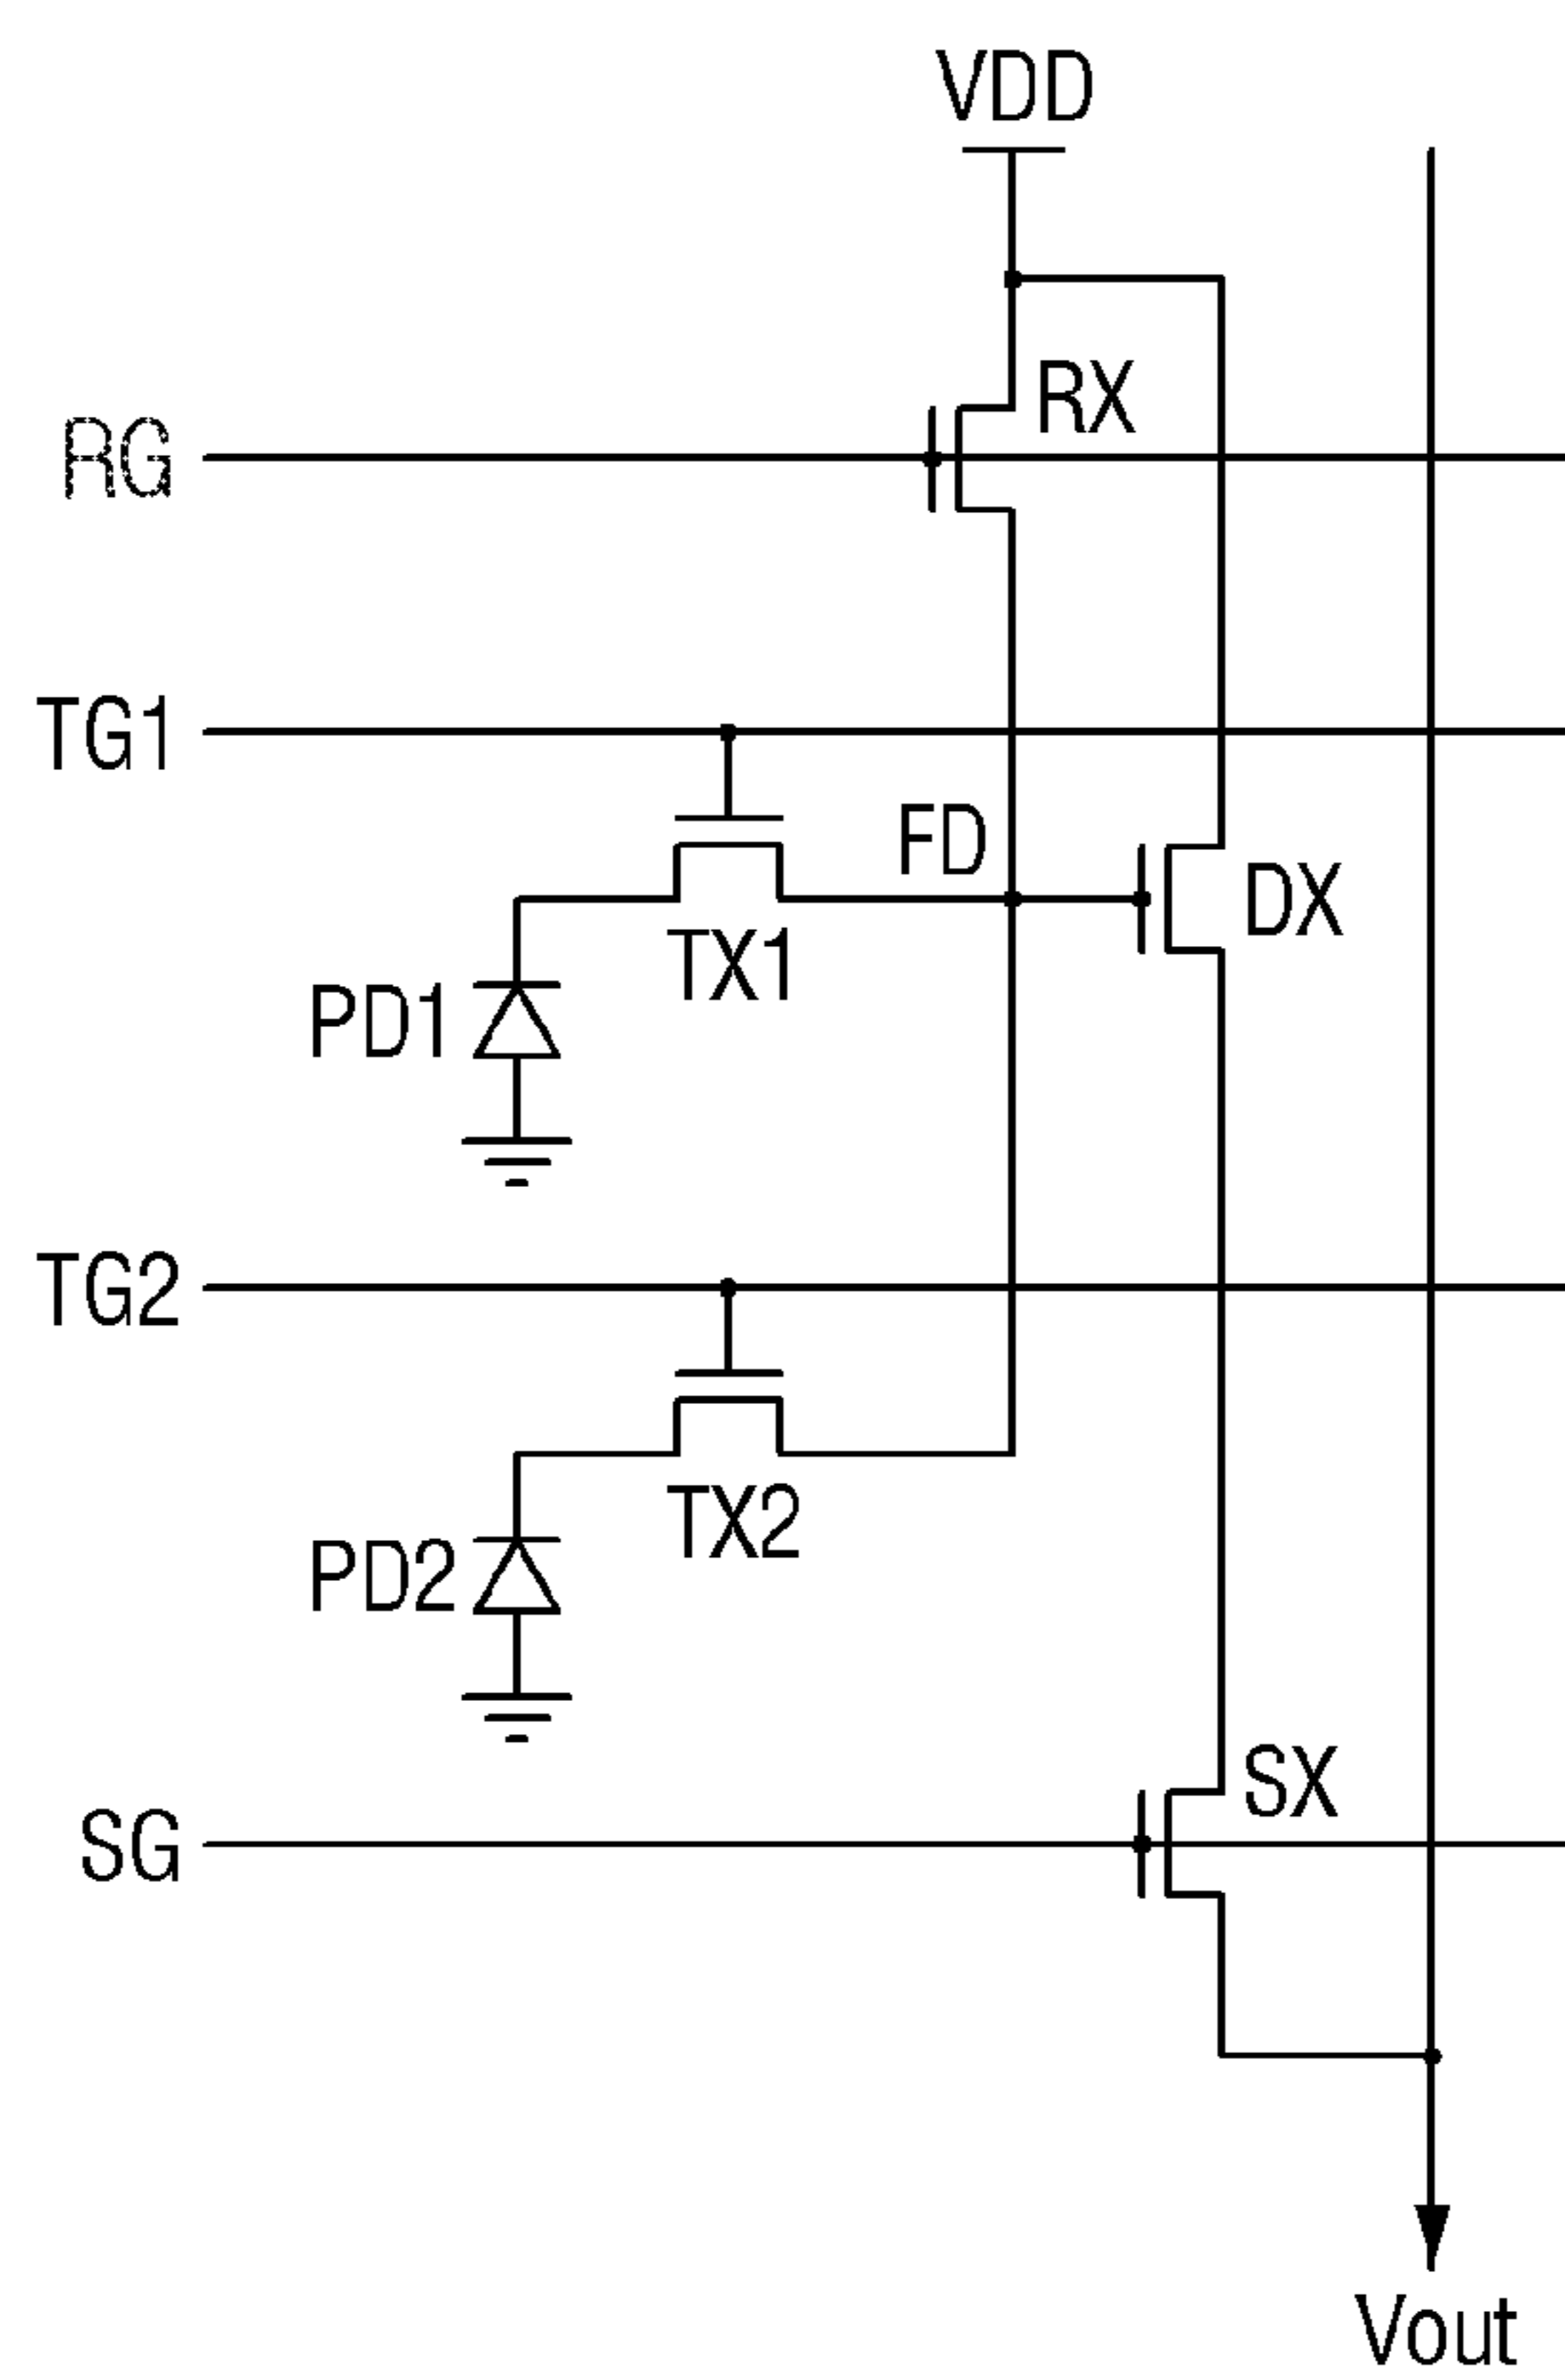 VDD
RX
RG
TG1
FD
DX
TX1
PD1
TG2
TX2
PD2
SX
SG
Vout